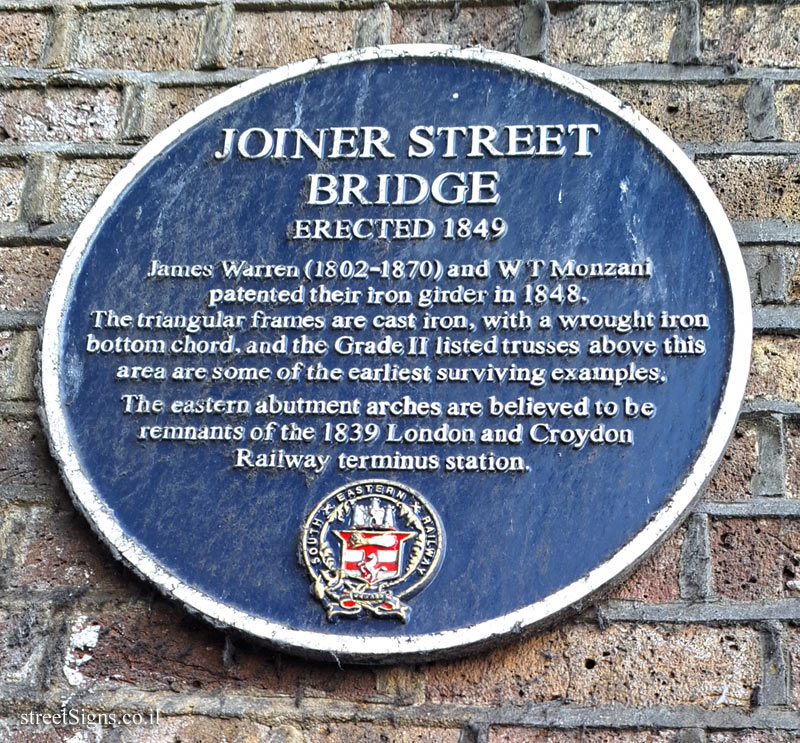 JOINER STREET
BRIDGE
ERECTED 1849
James Warren (1802-1870) and W T Monzani
patented their iron girder in 1848.
The triangular frames are cast iron, with a wrought iron
bottom chord, and the Grade II listed trusses above this
area are some of the earliest surviving examples.
The eastern abutment arches are believed to be
remnants of the 1839 London and Croydon
Railway terminus station.
SOUTH EASTERN RAILWAY
streetSigns.co.il